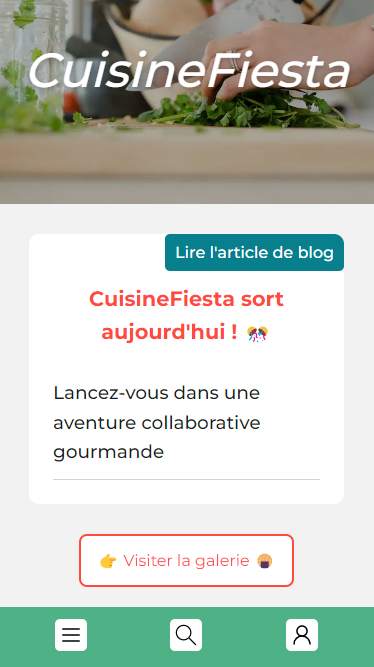 CuisineFiesta
Lire l'article de blog
CuisineFiesta sort
aujourd'hui ! 🎊
Lancez-vous dans une
aventure collaborative
gourmande
👉 Visiter la galerie 🍘